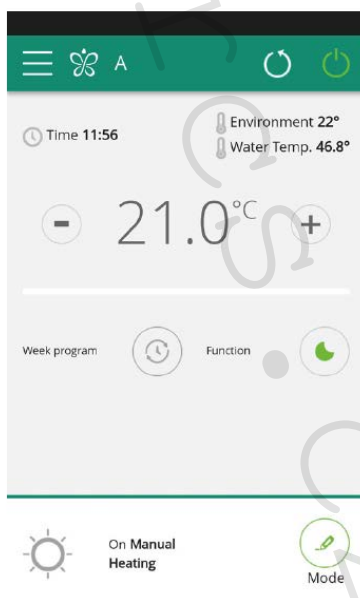 A
Time 11:56
Environment 22°
Water Temp. 46.8°
- 21.0°C +
Week program
Function
On Manual
Heating
Mode